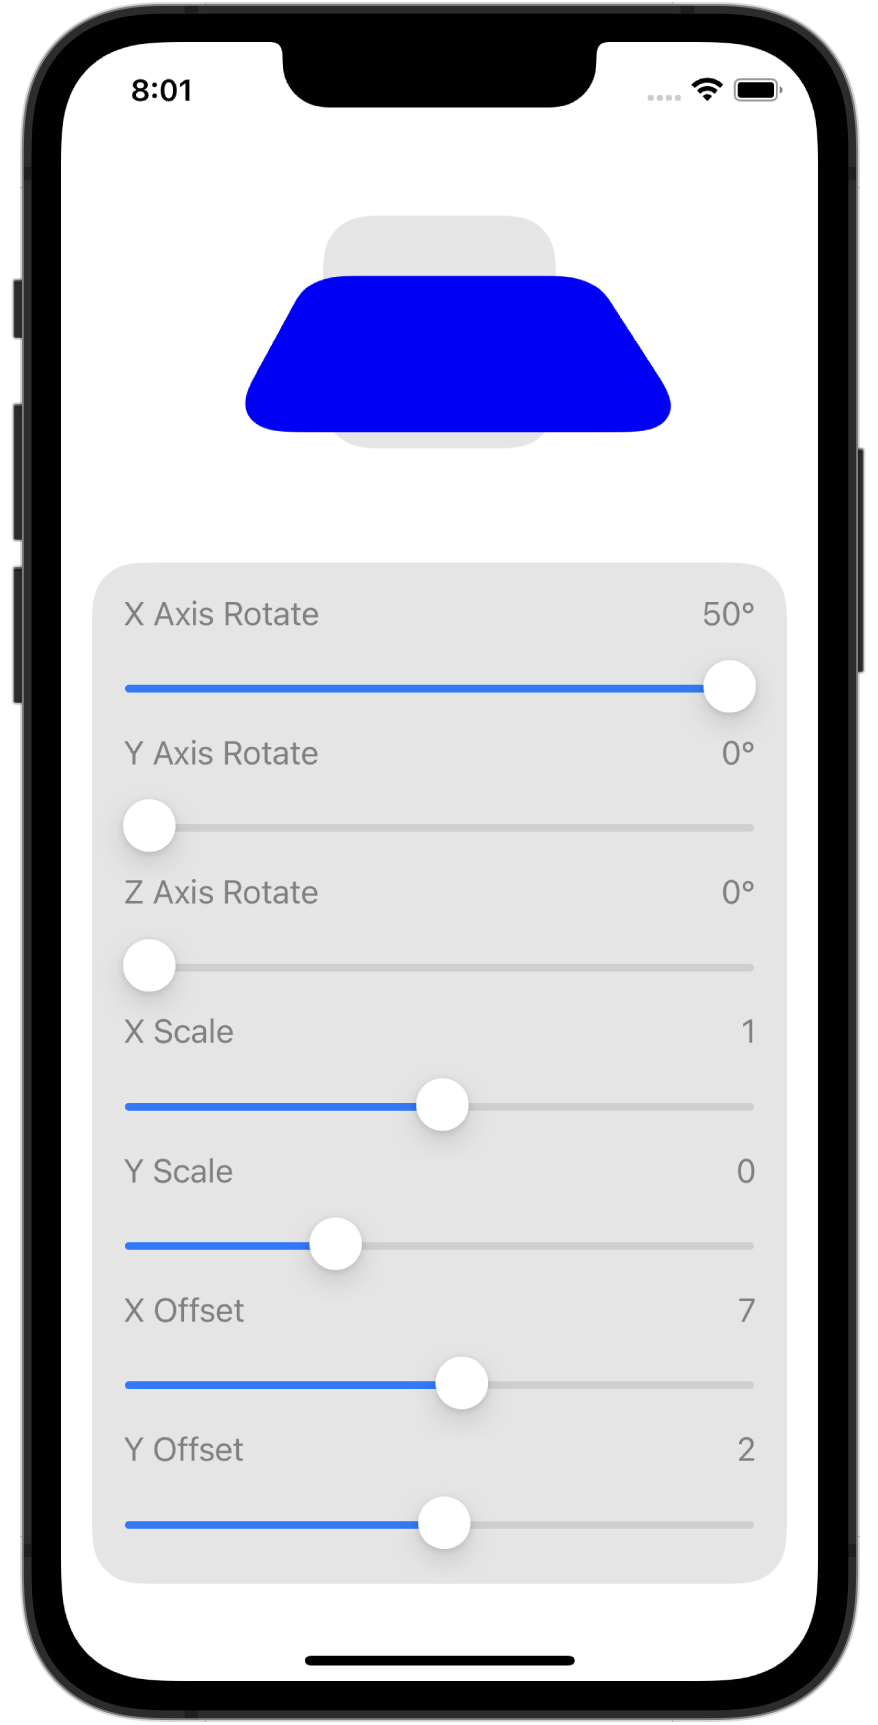 8:01
X Axis Rotate 50°
Y Axis Rotate 0°
Z Axis Rotate 0°
X Scale 1
Y Scale 0
X Offset 7
Y Offset 2